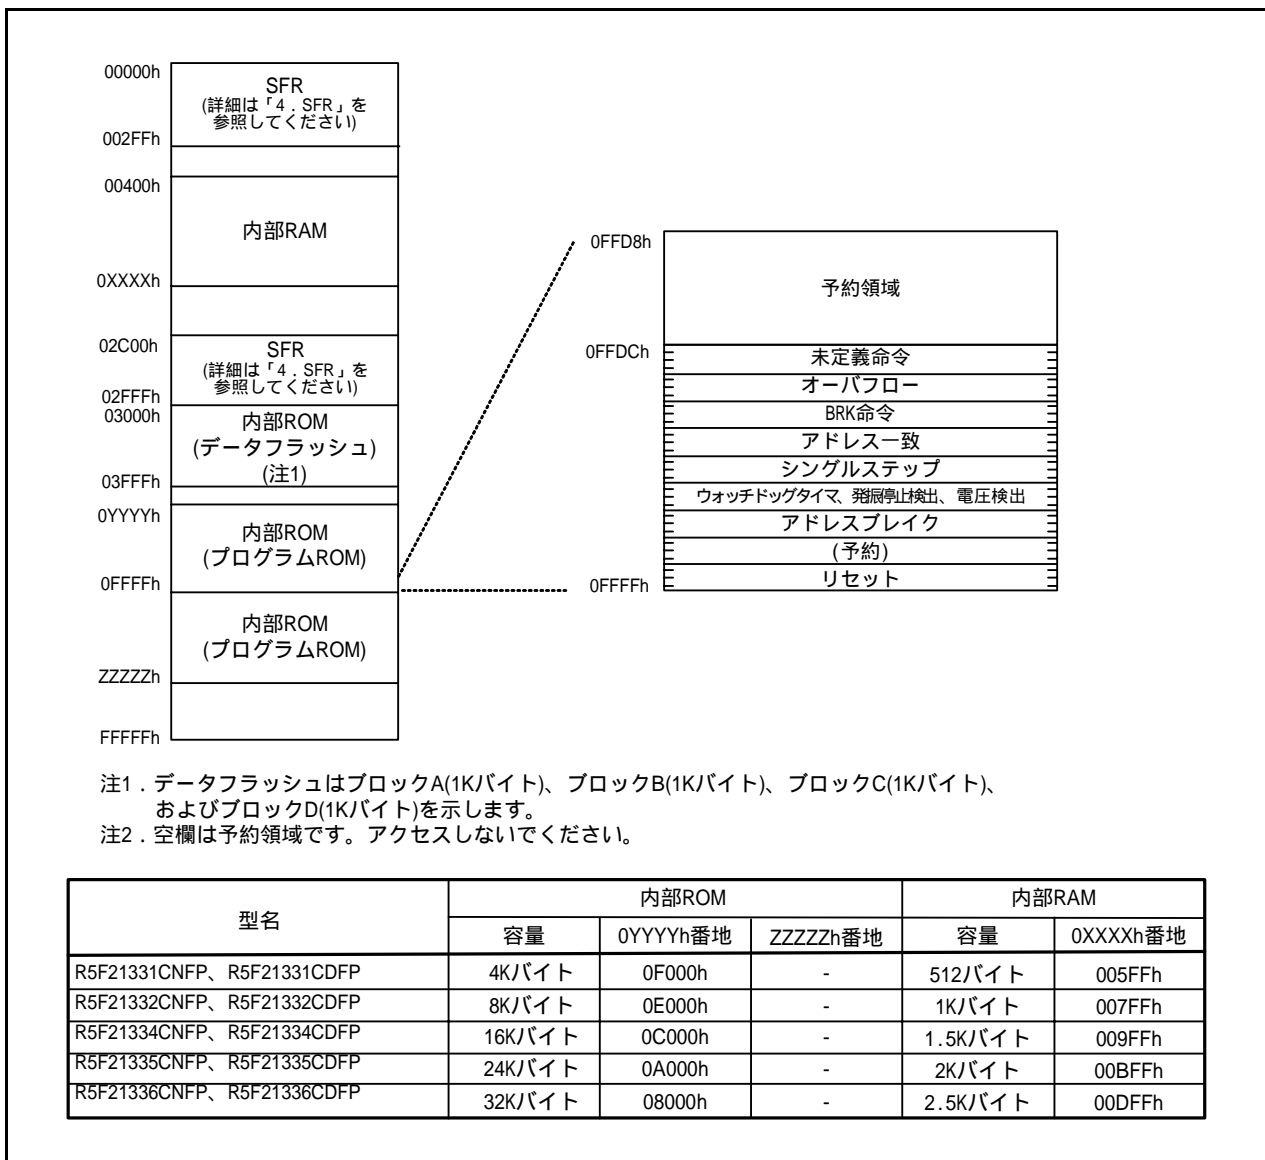 00000h
SFR
(詳細は「4．SFR」を
参照してください)
002FFh
00400h
内部RAM
0XXXXh
02C00h
SFR
(詳細は「4．SFR」を
参照してください)
02FFFh
03000h
内部ROM
(データフラッシュ)
(注1)
03FFFh
0YYYYh
内部ROM
(プログラムROM)
0FFFFh
内部ROM
(プログラムROM)
ZZZZZh
FFFFFh
0FFD8h
予約領域
0FFDCh
未定義命令
オーバフロー
BRK命令
アドレス一致
シングルステップ
ウォッチドッグタイマ、発振停止検出、電圧検出
アドレスブレイク
(予約)
リセット
0FFFFh
注1．データフラッシュはブロックA(1Kバイト)、ブロックB(1Kバイト)、ブロックC(1Kバイト)、
およびブロックD(1Kバイト)を示します。
注2．空欄は予約領域です。アクセスしないでください。
型名 内部ROM 内部RAM
容量 0YYYYh番地 ZZZZZh番地 容量 0XXXXh番地
R5F21331CNFP、R5F21331CDFP 4Kバイト 0F000h - 512バイト 005FFh
R5F21332CNFP、R5F21332CDFP 8Kバイト 0E000h - 1Kバイト 007FFh
R5F21334CNFP、R5F21334CDFP 16Kバイト 0C000h - 1.5Kバイト 009FFh
R5F21335CNFP、R5F21335CDFP 24Kバイト 0A000h - 2Kバイト 00BFFh
R5F21336CNFP、R5F21336CDFP 32Kバイト 08000h - 2.5Kバイト 00DFFh